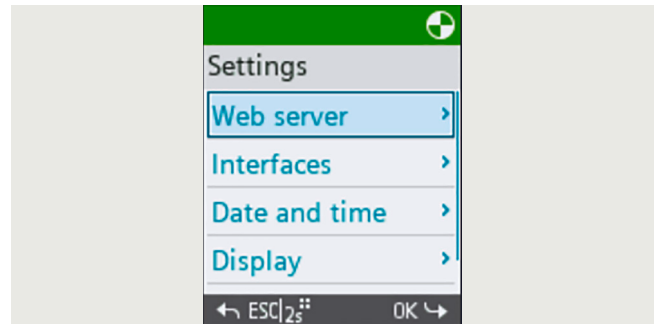 Settings
Web server
Interfaces
Date and time
Display
ESC 2s OK